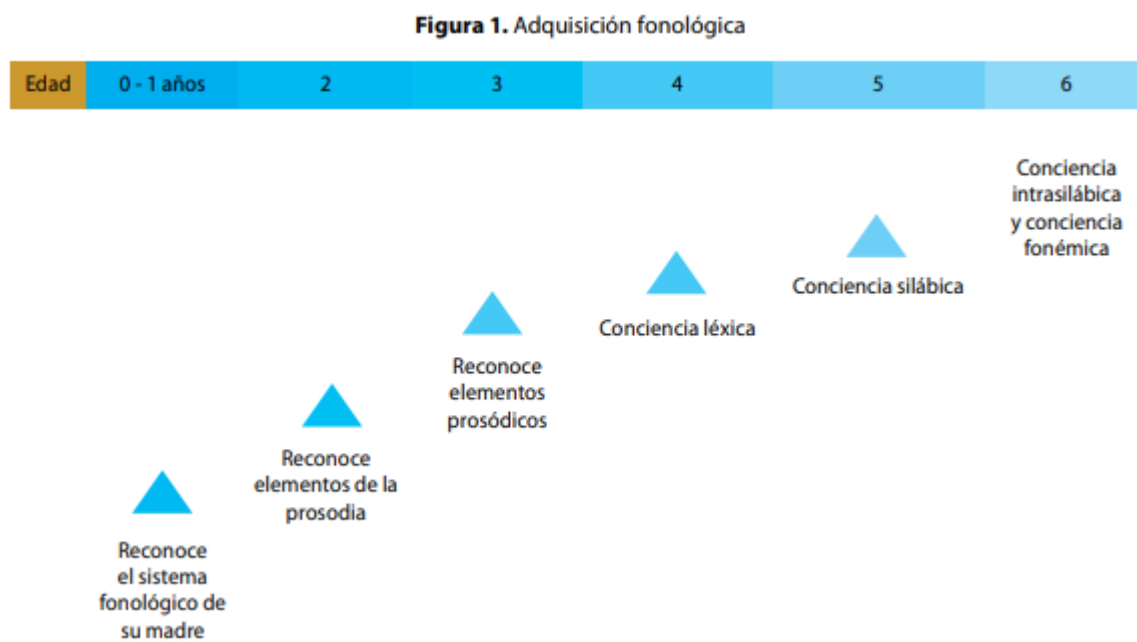 Figura 1. Adquisición fonológica
Edad 0 - 1 años 2 3 4 5 6
Conciencia
intrasilábica
y conciencia
fonémica
Conciencia silábica
Conciencia léxica
Reconoce
elementos
prosódicos
Reconoce
elementos de la
prosodia
Reconoce
el sistema
fonológico de
su madre